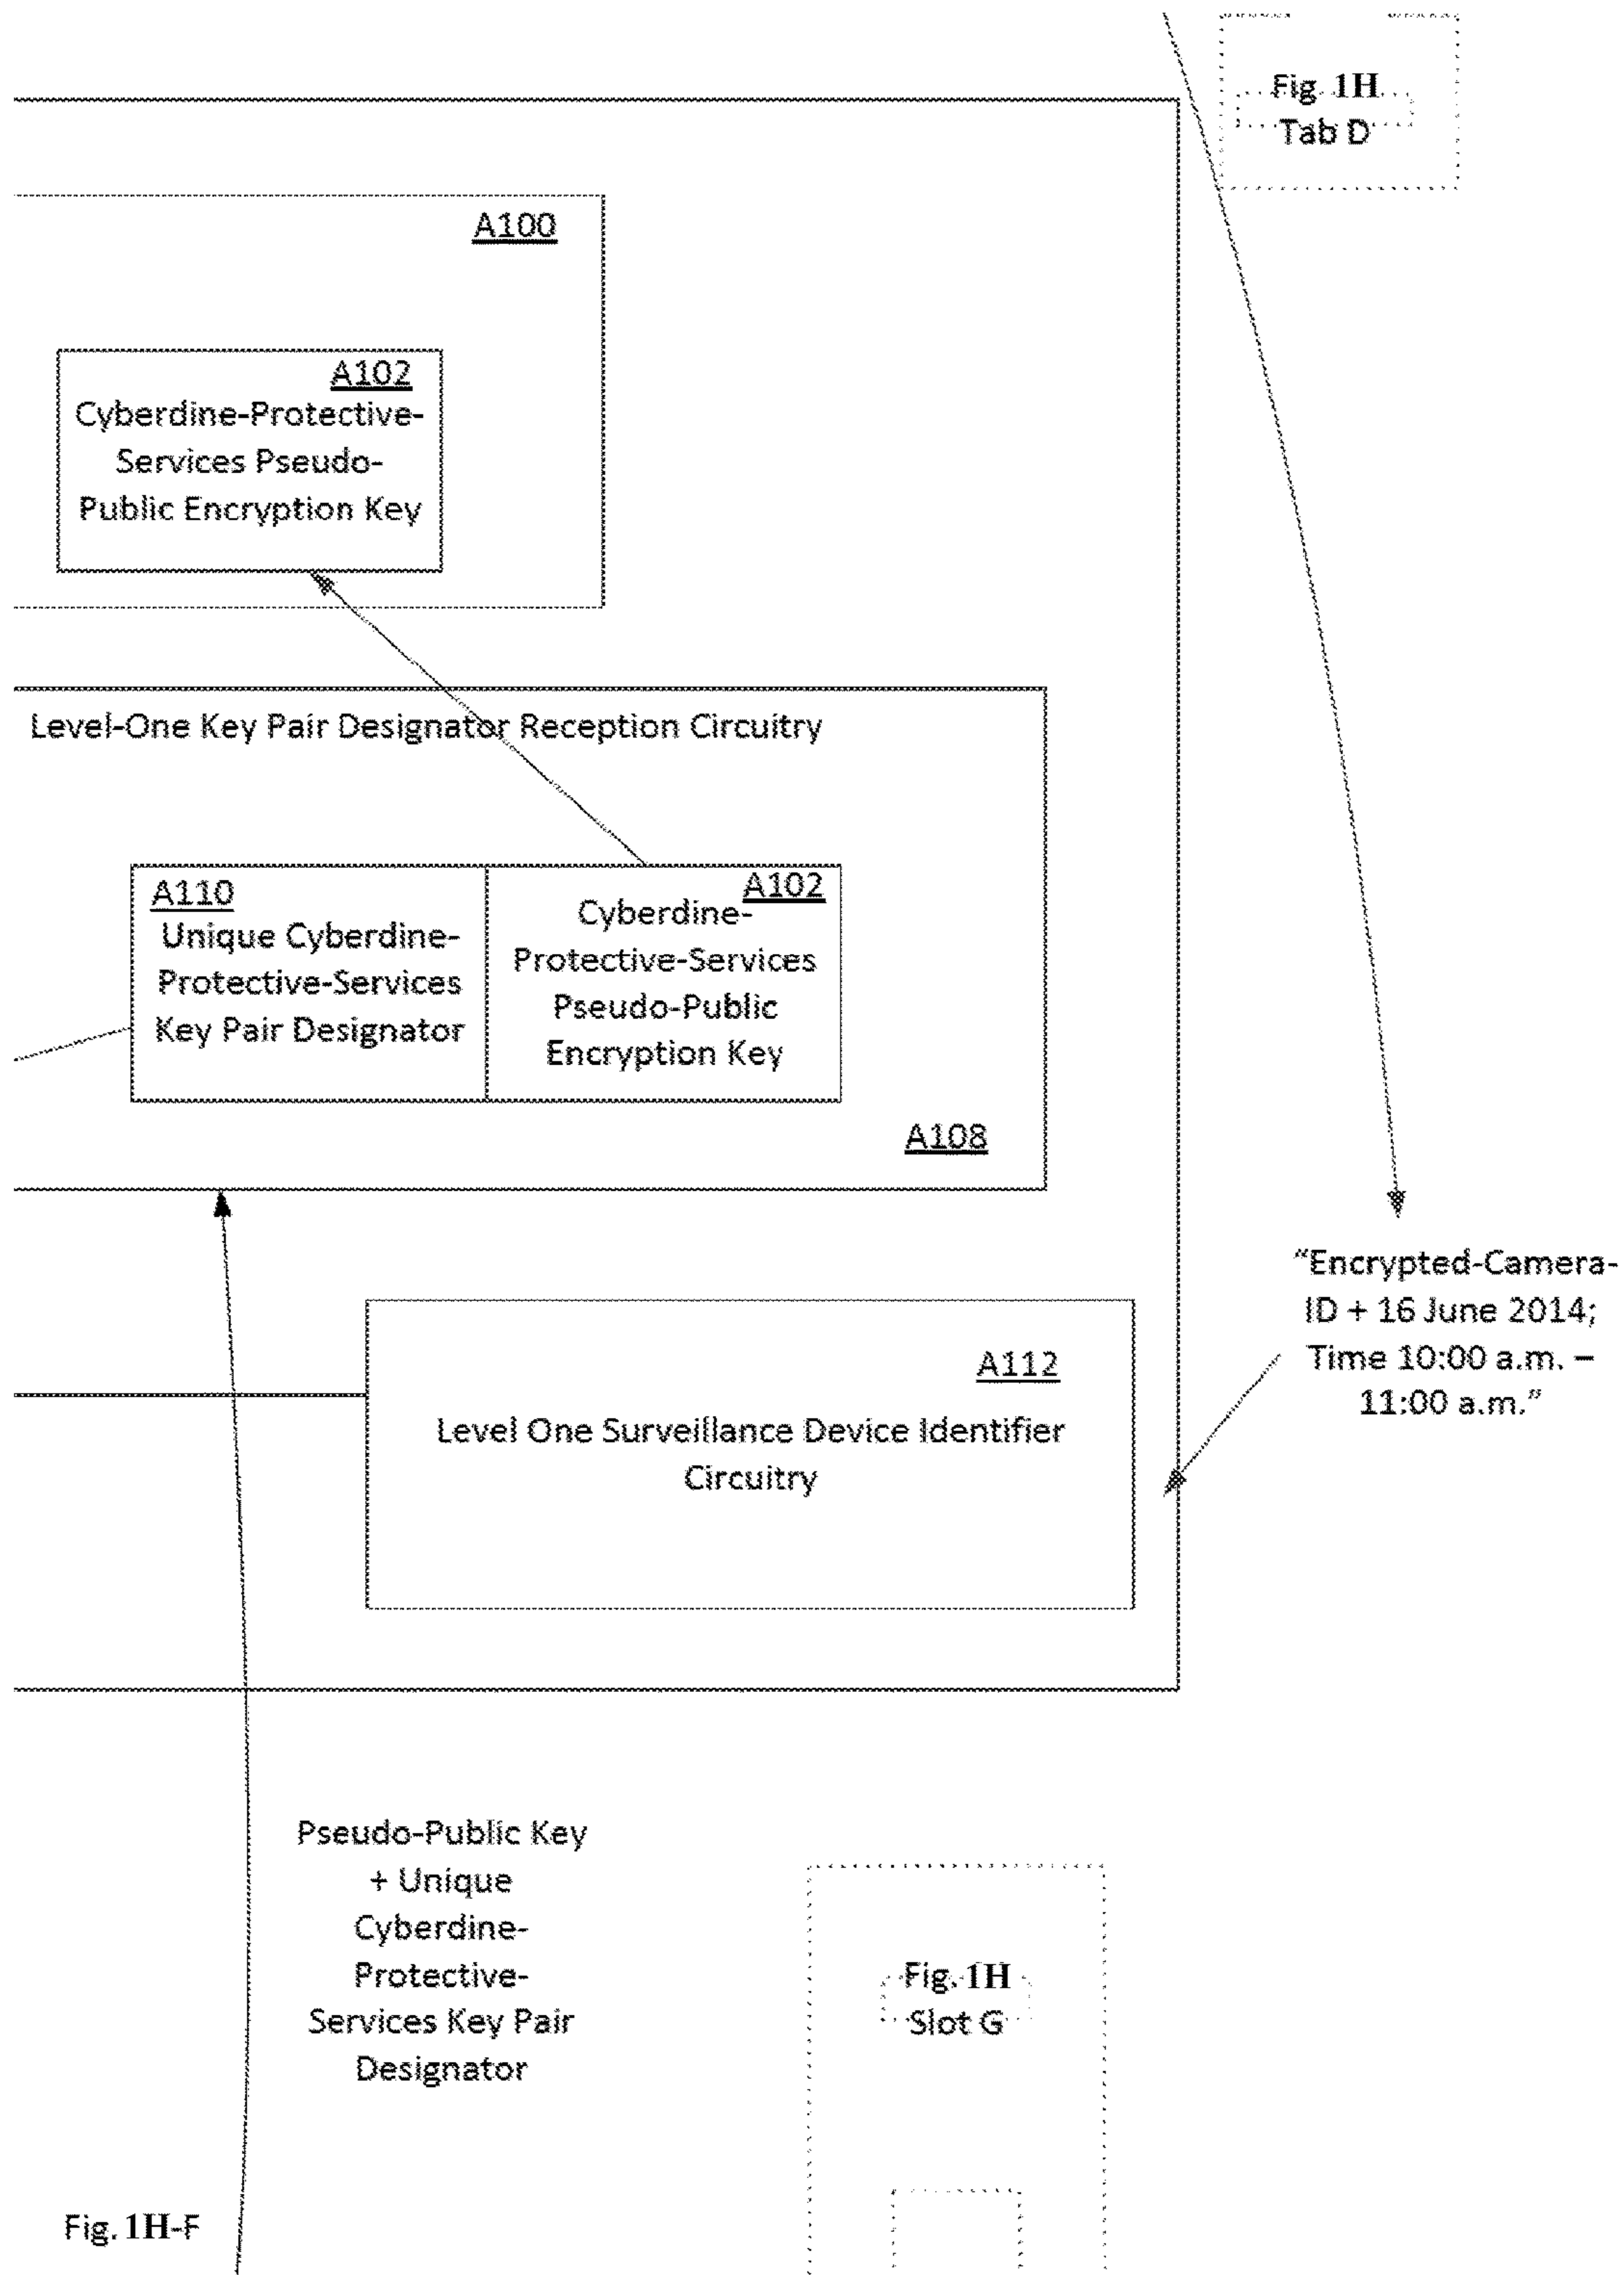 Fig 1H
Tab D
A100
A102
Cyberdine-Protective-
Services Pseudo-
Public Encryption Key
Level-One Key Pair Designator Reception Circuitry
A110
Unique Cyberdine-
Protective-Services
Key Pair Designator
A102
Cyberdine-
Protective-Services
Pseudo-Public
Encryption Key
A108
“Encrypted-Camera-
ID + 16 June 2014;
Time 10:00 a.m. –
11:00 a.m.”
A112
Level One Surveillance Device Identifier
Circuitry
Pseudo-Public Key
+ Unique
Cyberdine-
Protective-
Services Key Pair
Designator
Fig. 1H
Slot G
Fig. 1H-F